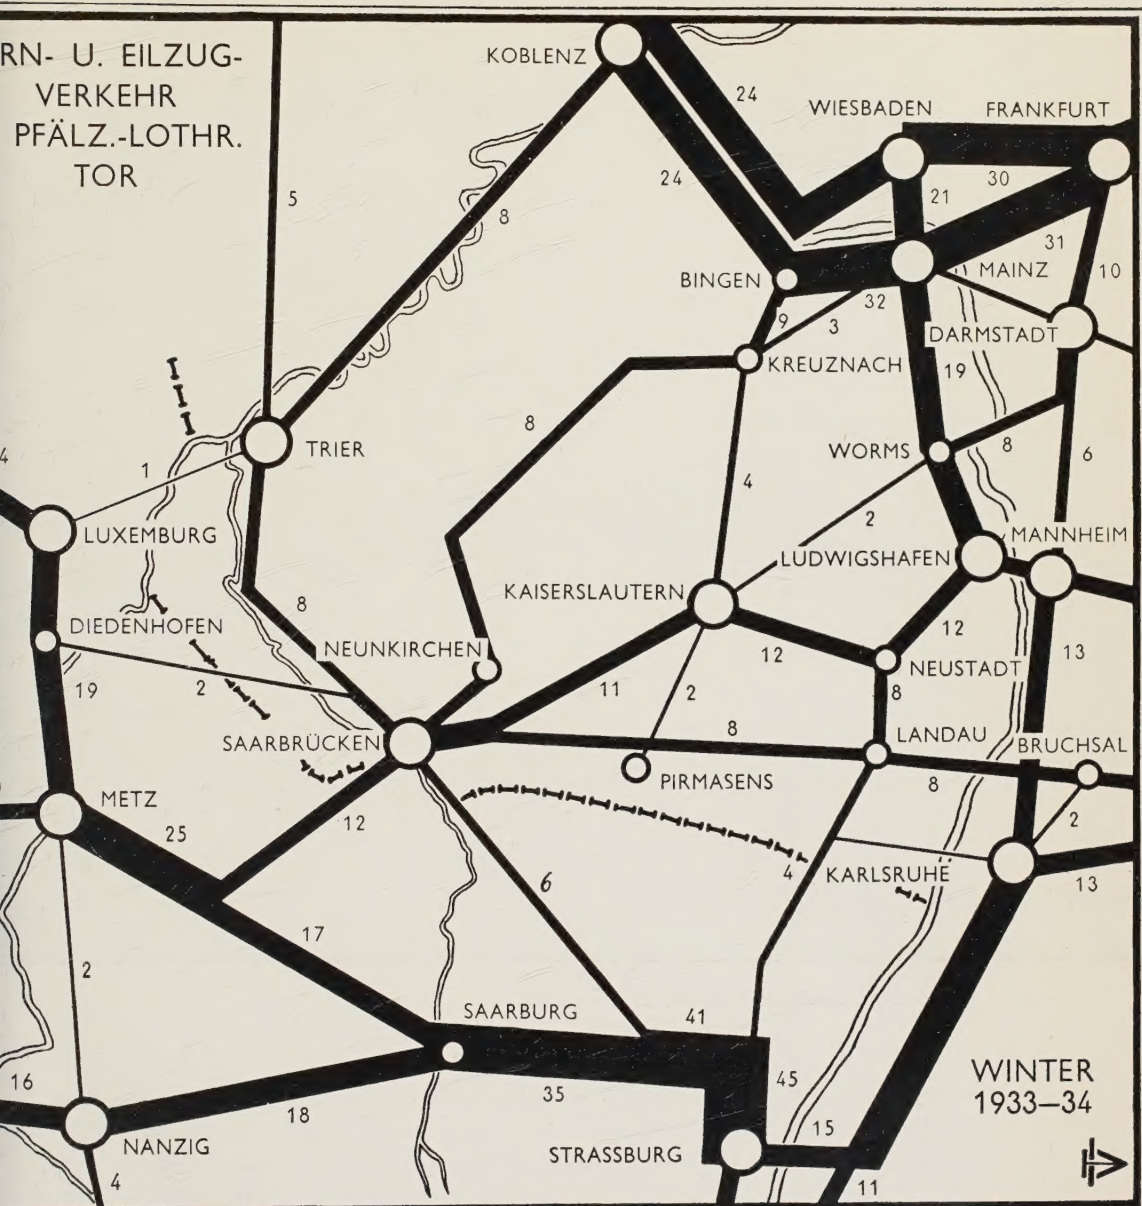 RN- U. EILZUG-
VERKEHR
PFÄLZ.-LOTHR.
TOR
KOBLENZ
24
WIESBADEN
FRANKFURT
5
8
24
21
30
31
10
BINGEN
MAINZ
32
9
3
DARMSTADT
KREUZNACH
19
8
TRIER
WORMS
8
6
4
1
4
2
LUXEMBURG
MANNHEIM
LUDWIGSHAFEN
KAISERSLAUTERN
8
DIEDENHOFEN
12
13
NEUNKIRCHEN
12
NEUSTADT
19
2
11
2
8
SAARBRÜCKEN
8
LANDAU
BRUCHSAL
PIRMASENS
8
METZ
25
12
2
6
4
KARLSRUHE
13
17
2
SAARBURG
41
16
35
45
WINTER
1933—34
18
15
NANZIG
STRASSBURG
4
11